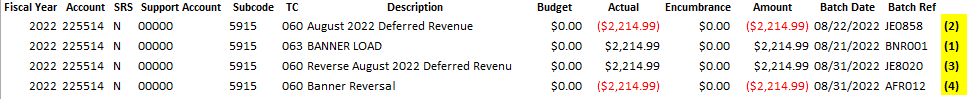 Fiscal Year Account SRS Support Account Subcode TC Description Budget Actual Encumbrance Amount Batch Date Batch Ref
2022 225514 N 00000 5915 060 August 2022 Deferred Revenue $0.00 ($2,214.99) $0.00 ($2,214.99) 08/22/2022 JE0858 (2)
2022 225514 N 00000 5915 063 BANNER LOAD $0.00 $2,214.99 $0.00 $2,214.99 08/21/2022 BNR001 (1)
2022 225514 N 00000 5915 060 Reverse August 2022 Deferred Revenu $0.00 $2,214.99 $0.00 $2,214.99 08/31/2022 JE8020 (3)
2022 225514 N 00000 5915 060 Banner Reversal $0.00 ($2,214.99) $0.00 ($2,214.99) 08/31/2022 AFR012 (4)